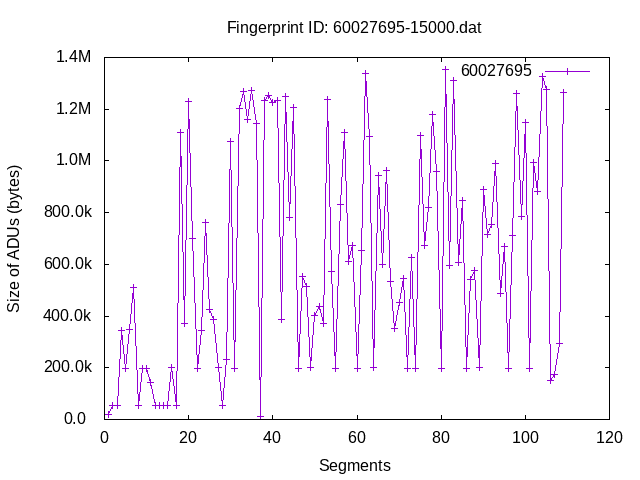 Fingerprint ID: 60027695-15000.dat
1.4M
60027695
1.2M
1.0M
800.0k
600.0k
400.0k
200.0k
0.0
Size of ADUs (bytes)
0 20 40 60 80 100 120
Segments